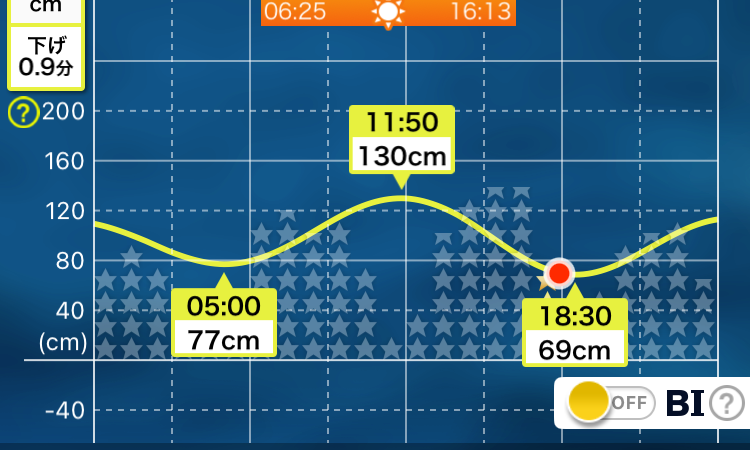 cm
下げ
0.9分
06:25
16:13
?
200
160
120
80
40
(cm)
-40
11:50
130cm
05:00
77cm
18:30
69cm
OFF
BI
?